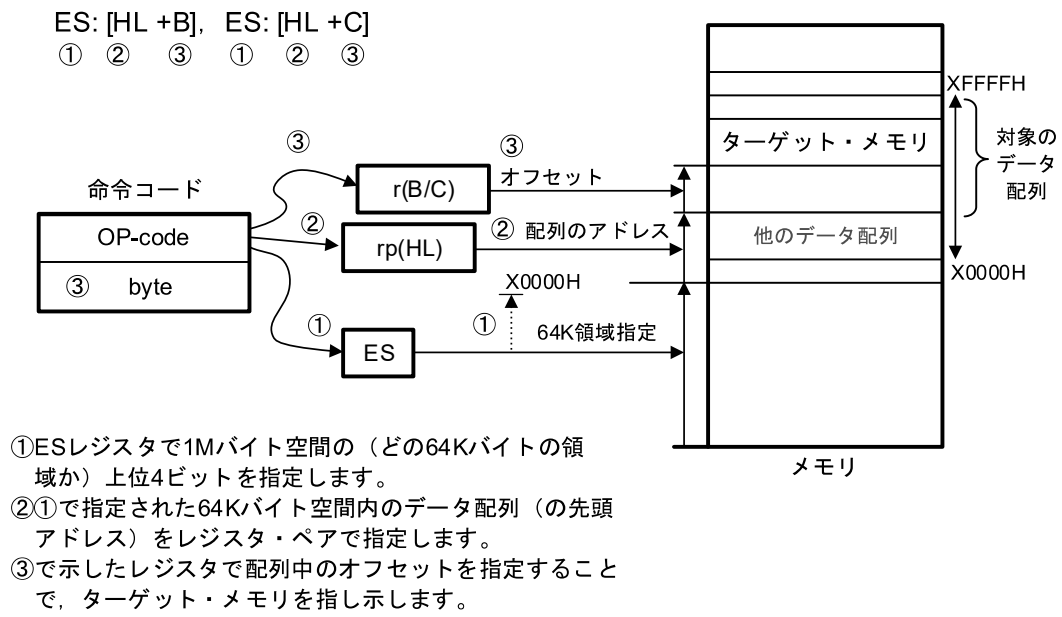 ES: [HL +B],  ES: [HL +C]
① ② ③ ① ② ③
XFFFFH
ターゲット・メモリ
対象の
データ
配列
③
③
オフセット
r(B/C)
命令コード
OP-code
②
② 配列のアドレス
rp(HL)
他のデータ配列
③ byte
X0000H
X0000H
①
①
64K領域指定
ES
メモリ
①ESレジスタで1Mバイト空間の（どの64Kバイトの領
域か）上位4ビットを指定します。
②①で指定された64Kバイト空間内のデータ配列（の先頭
アドレス）をレジスタ・ペアで指定します。
③で示したレジスタで配列中のオフセットを指定すること
で，ターゲット・メモリを指し示します。